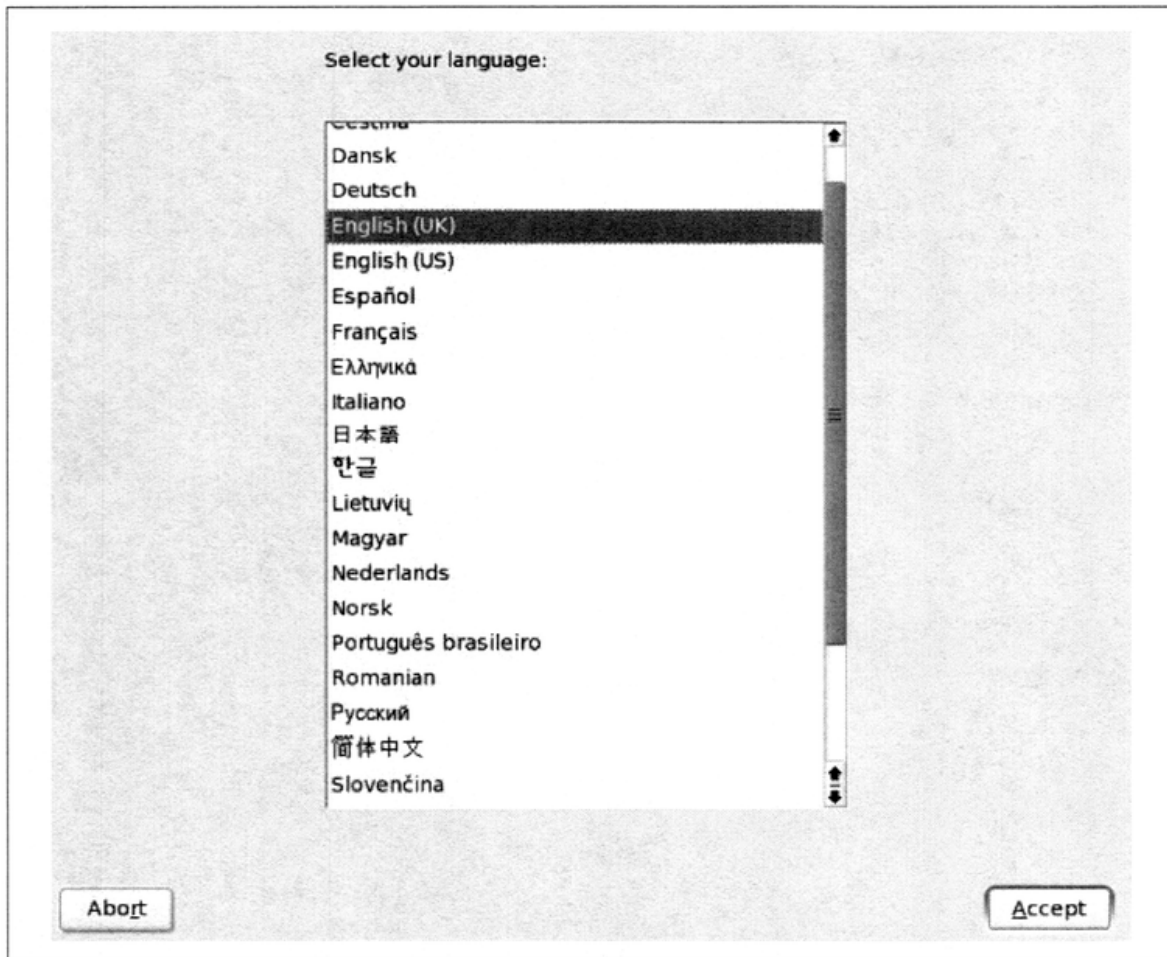 Select your language:
Čeština
Dansk
Deutsch
English (UK)
English (US)
Español
Français
Ελληνικά
Italiano
日本語
한글
Lietuvių
Magyar
Nederlands
Norsk
Português brasileiro
Romanian
Русский
简体中文
Slovenčina
Abort
Accept